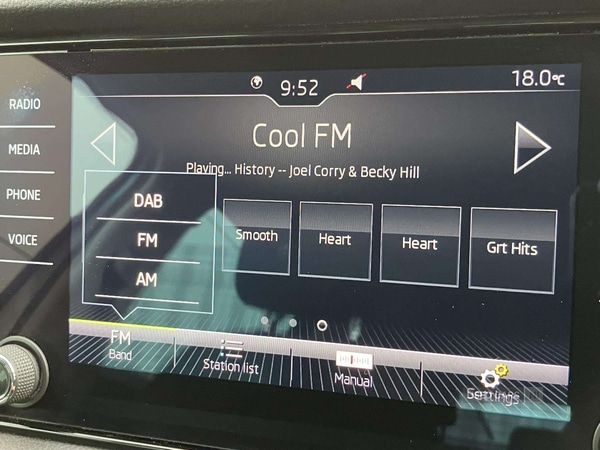 RADIO
MEDIA
PHONE
VOICE
9:52
18.0°C
Cool FM
Playing... History -- Joel Corry & Becky Hill
DAB
FM
AM
Smooth
Heart
Heart
Grt Hits
FM
Band
Station list
Manual
Settings